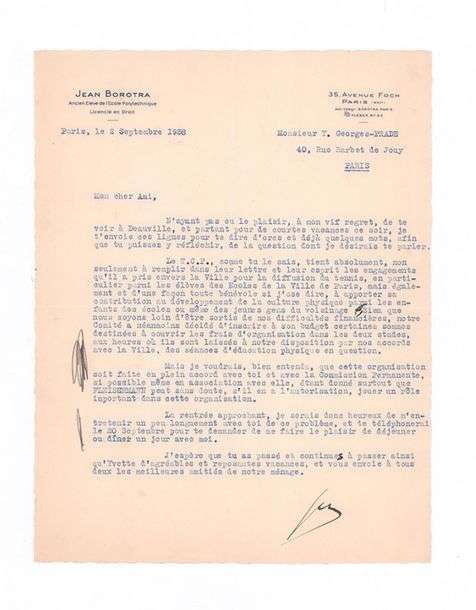 JEAN BOROTRA
Ancien Elève de l'Ecole Polytechnique
Licencié en Droit
35, AVENUE FOCH
PARIS
Paris, le 2 Septembre 1938
Monsieur T. Georges-PRADE
40, Rue Barbet de Jouy
PARIS
Mon cher Ami,
N'ayant pas eu le plaisir, à mon vif regret, de te
voir à Deauville, et partant pour de courtes vacances ce soir, je
t'envoie ces lignes pour te dire d'ores et déjà quelques mots, afin
que tu puisses y réfléchir, de la question dont je désirais te parler.
Le T.C.P., comme tu le sais, tient absolument, non
seulement à remplir dans leur lettre et leur esprit les engagements
qu'il a pris envers la Ville pour la diffusion du tennis, en parti-
culier parmi les élèves des Ecoles de la Ville de Paris, mais égale-
ment et d'une façon toute bénévole si j'ose dire, à apporter sa
contribution au développement de la culture physique parmi les en-
fants des écoles ou même des jeunes gens du voisinage. Bien que
nous soyons loin d'être sortis de nos difficultés financières, notre
Comité a néanmoins décidé d'inscrire à son budget certaines sommes
destinées à couvrir les frais d'organisation dans les deux stades,
aux heures où ils sont laissés à notre disposition par nos accords
avec la Ville, des séances d'éducation physique en question.
Mais je voudrais, bien entendu, que cette organisation
soit faite en plein accord avec toi et avec la Commission Permanente,
si possible même en association avec elle, étant donné surtout que
peut sans doute, s'il en a l'autorisation, jouer un rôle
important dans cette organisation.
La rentrée approchant, je serais donc heureux de m'en-
tretenir un peu longuement avec toi de ce problème, et te téléphonerai
le 20 Septembre pour te demander de me faire le plaisir de déjeuner
ou dîner un jour avec moi.
J'espère que tu as passé et continues à passer ainsi
qu'Yvette d'agréables et reposantes vacances, et vous envoie à tous
deux les meilleures amitiés de notre ménage.